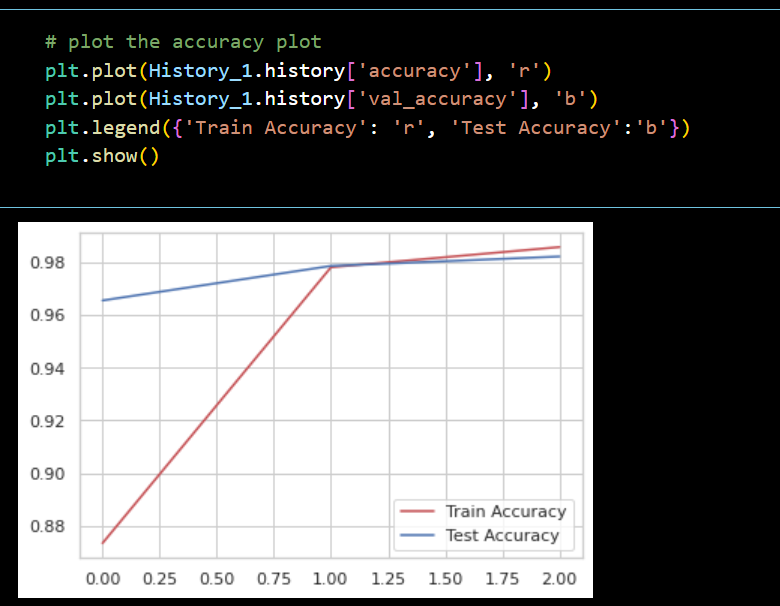 # plot the accuracy plot
plt.plot(History_1.history['accuracy'], 'r')
plt.plot(History_1.history['val_accuracy'], 'b')
plt.legend({'Train Accuracy': 'r', 'Test Accuracy':'b'})
plt.show()
0.98
0.96
0.94
0.92
0.90
0.88
Train Accuracy
Test Accuracy
0.00 0.25 0.50 0.75 1.00 1.25 1.50 1.75 2.00